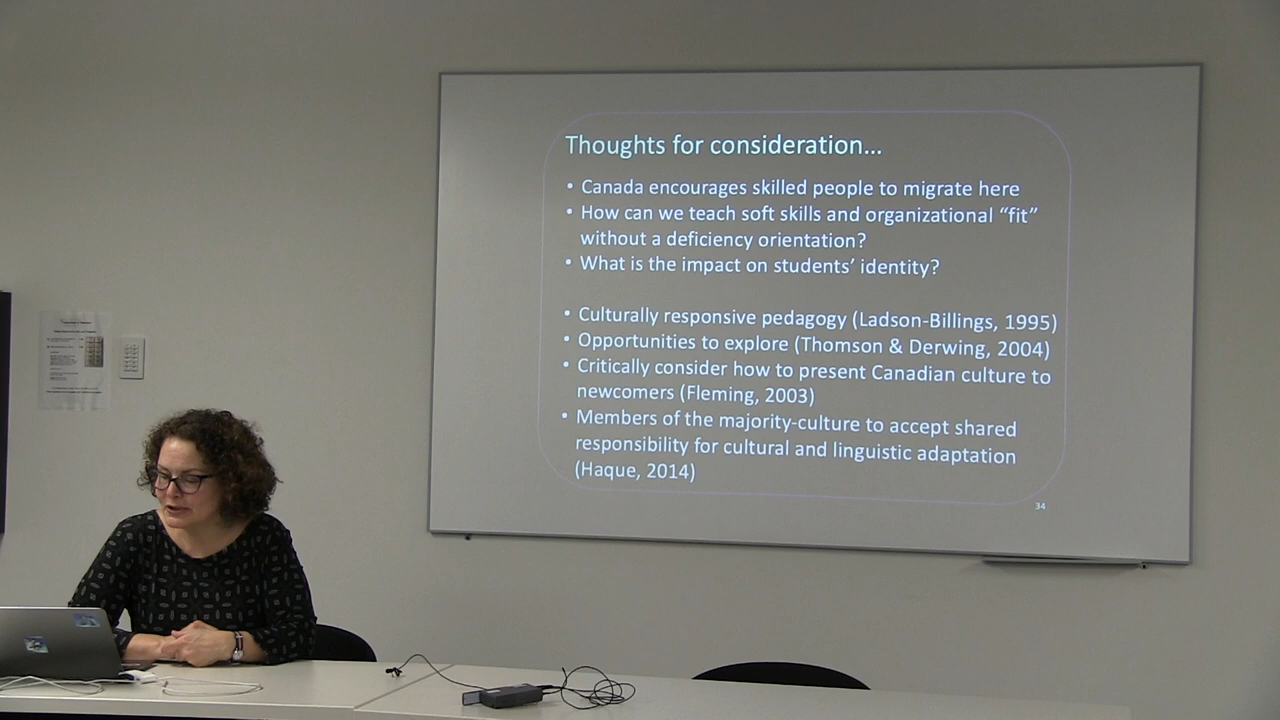 Thoughts for consideration...
• Canada encourages skilled people to migrate here
• How can we teach soft skills and organizational “fit”
without a deficiency orientation?
• What is the impact on students’ identity?
• Culturally responsive pedagogy (Ladson-Billings, 1995)
• Opportunities to explore (Thomson & Derwing, 2004)
• Critically consider how to present Canadian culture to
newcomers (Fleming, 2003)
• Members of the majority-culture to accept shared
responsibility for cultural and linguistic adaptation
(Haque, 2014)
34